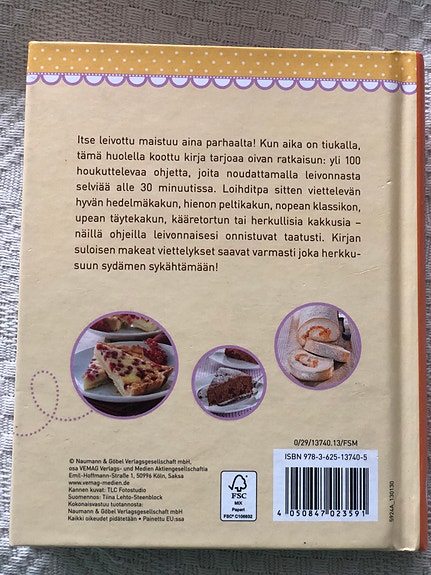 Itse leivottu maistuu aina parhaalta! Kun aika on tiukalla,
tämä huolella koottu kirja tarjoaa oivan ratkaisun: yli 100
houkuttelevaa ohjetta, joita noudattamalla leivonnasta
selviää alle 30 minuutissa. Loihditpa sitten viettelevän
hyvän hedelmäkakun, hienon peltikakun, nopean klassikon,
upean täytekakun, kääretortun tai herkullisia kakkusia –
näillä ohjeilla leivonnaisesi onnistuvat taatusti. Kirjan
suloisen makeat viettelykset saavat varmasti joka herkku-
suun sydämen sykähtämään!
0/29/13740.13/FSM
ISBN 978-3-625-13740-5
4 050847 023591
5924A_130130
© Naumann & Göbel Verlagsgesellschaft mbH,
osa VEMAG Verlags- und Medien Aktiengesellschaftia
Emil-Hoffmann-Straße 1, 50996 Köln, Saksa
www.vemag-medien.de
Kannen kuvat: TLC Fotostudio
Suomennos: Tiina Lehto-Steenblock
Kokonaisvastuu tuotannosta:
Naumann & Göbel Verlagsgesellschaft mbH
Kaikki oikeudet pidätetään • Painettu EU:ssa
FSC
MIX
Paperi
FSC® C106632